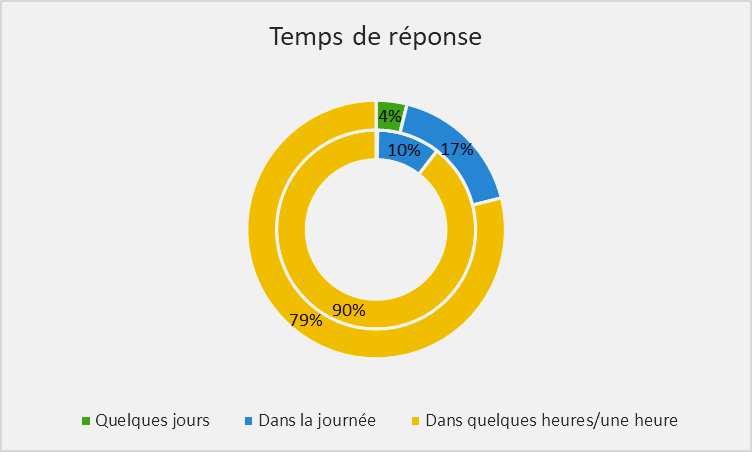 Temps de réponse
4%
17%
10%
90%
79%
Quelques jours
Dans la journée
Dans quelques heures/une heure